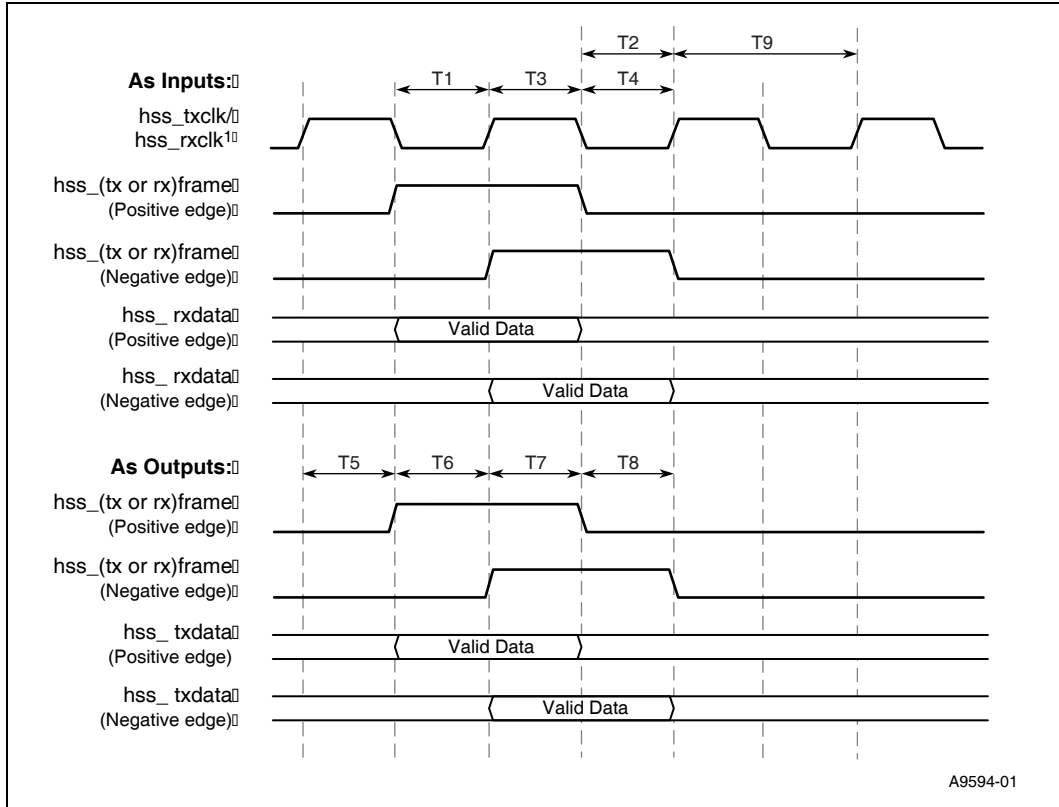 T2 T9
As Inputs:
T1 T3 T4
hss_txclk/
hss_rxclk1
hss_(tx or rx)frame
(Positive edge)
hss_(tx or rx)frame
(Negative edge)
hss_ rxdata
(Positive edge)
Valid Data
hss_ rxdata
(Negative edge)
Valid Data
As Outputs:
T5 T6 T7 T8
hss_(tx or rx)frame
(Positive edge)
hss_(tx or rx)frame
(Negative edge)
hss_ txdata
(Positive edge)
Valid Data
hss_ txdata
(Negative edge)
Valid Data
A9594-01